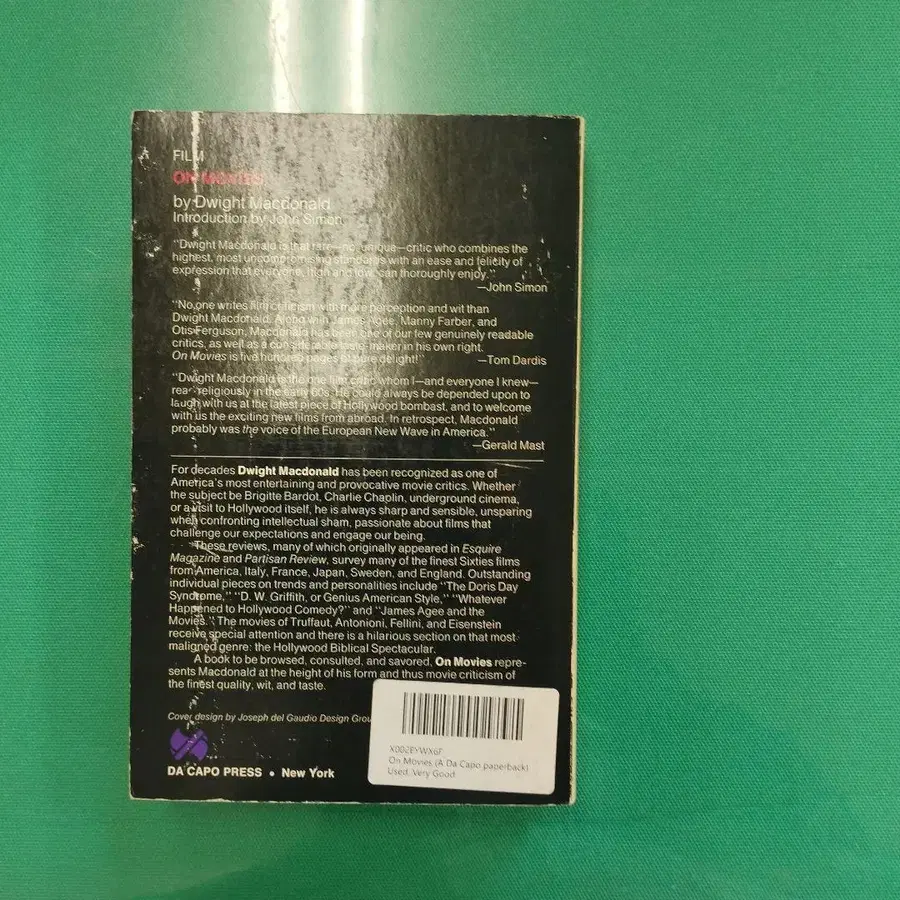 FILM
ON MOVIES
by Dwight Macdonald
Introduction by John Simon
"Dwight Macdonald is that rare—no, unique—critic who combines the
highest, most uncompromising standards with an ease and felicity of
expression that everyone, high and low, can thoroughly enjoy."
—John Simon
"No one writes film criticism with more perception and wit than
Dwight Macdonald. Along with James Agee, Manny Farber, and
Otis Ferguson, Macdonald has been one of our few genuinely readable
critics, as well as a considerable taste-maker in his own right.
On Movies is five hundred pages of pure delight!"
—Tom Dardis
"Dwight Macdonald is the one film critic whom I—and everyone I knew—
read religiously in the early 60s. He could always be depended upon to
laugh with us at the latest piece of Hollywood bombast, and to welcome
with us the exciting new films from abroad. In retrospect, Macdonald
probably was the voice of the European New Wave in America."
—Gerald Mast
For decades Dwight Macdonald has been recognized as one of
America's most entertaining and provocative movie critics. Whether
the subject be Brigitte Bardot, Charlie Chaplin, underground cinema,
or a visit to Hollywood itself, he is always sharp and sensible, unsparing
when confronting intellectual sham, passionate about films that
challenge our expectations and engage our being.
These reviews, many of which originally appeared in Esquire
Magazine and Partisan Review, survey many of the finest Sixties films
from America, Italy, France, Japan, Sweden, and England. Outstanding
individual pieces on trends and personalities include "The Doris Day
Syndrome," "D. W. Griffith, or Genius American Style," "Whatever
Happened to Hollywood Comedy?" and "James Agee and the
Movies." The movies of Truffaut, Antonioni, Fellini, and Eisenstein
receive special attention and there is a hilarious section on that most
maligned genre: the Hollywood Biblical Spectacular.
A book to be browsed, consulted, and savored, On Movies repre-
sents Macdonald at the height of his form and thus movie criticism of
the finest quality, wit, and taste.
Cover design by Joseph del Gaudio Design Grou
DA CAPO PRESS • New York
X002EYWX6F
On Movies (A Da Capo paperback)
Used, Very Good